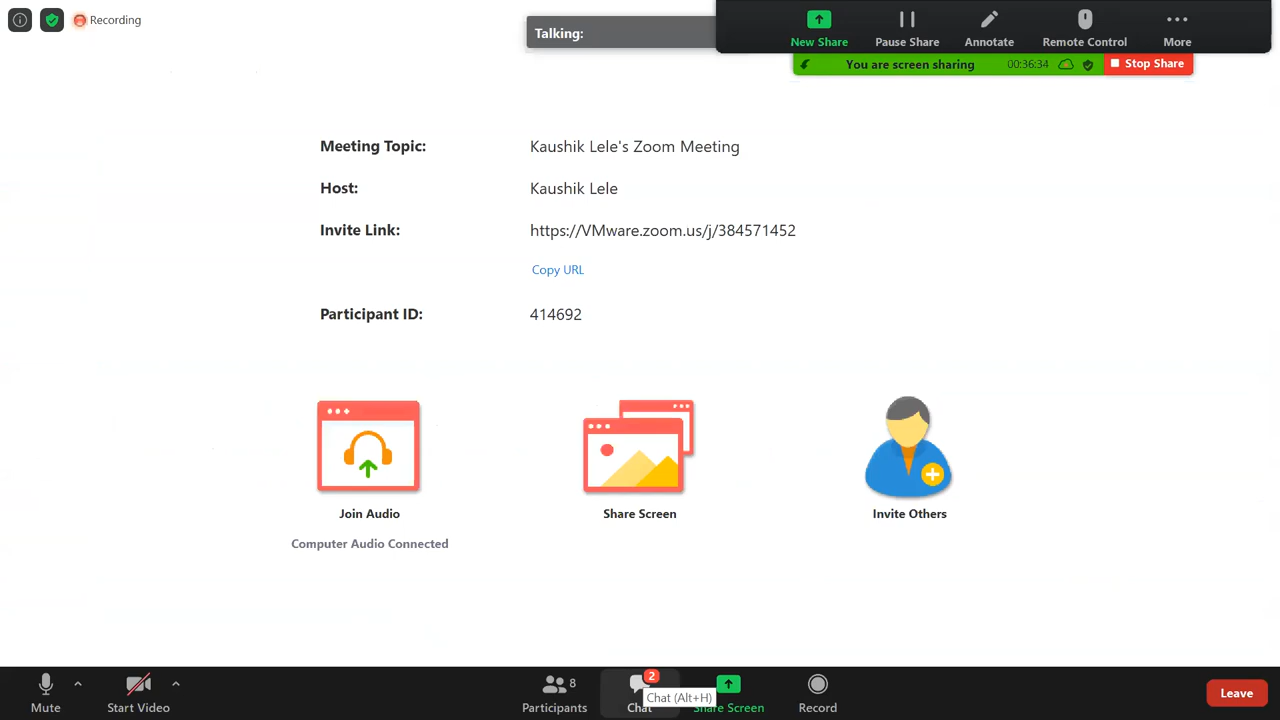 Recording
Talking:
New Share
Pause Share
Annotate
Remote Control
More
You are screen sharing
00:36:34
Stop Share
Meeting Topic: Kaushik Lele's Zoom Meeting
Host: Kaushik Lele
Invite Link: https://VMware.zoom.us/j/384571452
Copy URL
Participant ID: 414692
Join Audio
Share Screen
Invite Others
Computer Audio Connected
Mute
Start Video
8
Participants
2
Chat
Chat (Alt+H)
Share Screen
Record
Leave